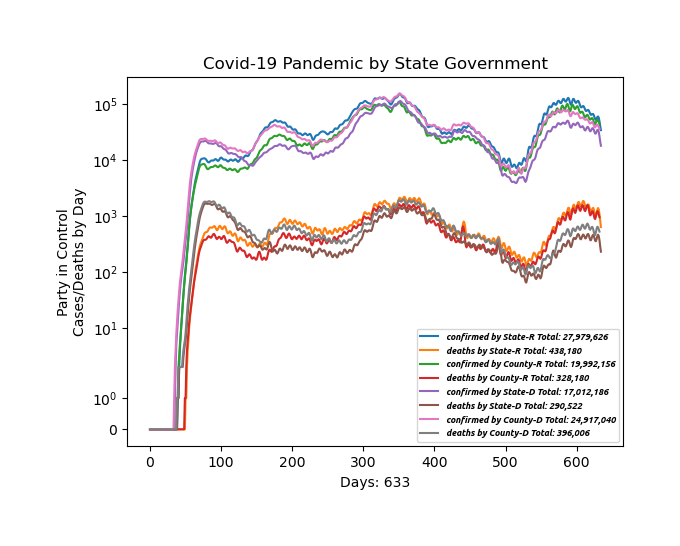 Covid-19 Pandemic by State Government
Party in Control
Cases/Deaths by Day
10^5
10^4
10^3
10^2
10^1
10^0
0
confirmed by State-R Total: 27,979,626
deaths by State-R Total: 438,180
confirmed by County-R Total: 19,992,156
deaths by County-R Total: 328,180
confirmed by State-D Total: 17,012,186
deaths by State-D Total: 290,522
confirmed by County-D Total: 24,917,040
deaths by County-D Total: 396,006
0 100 200 300 400 500 600
Days: 633